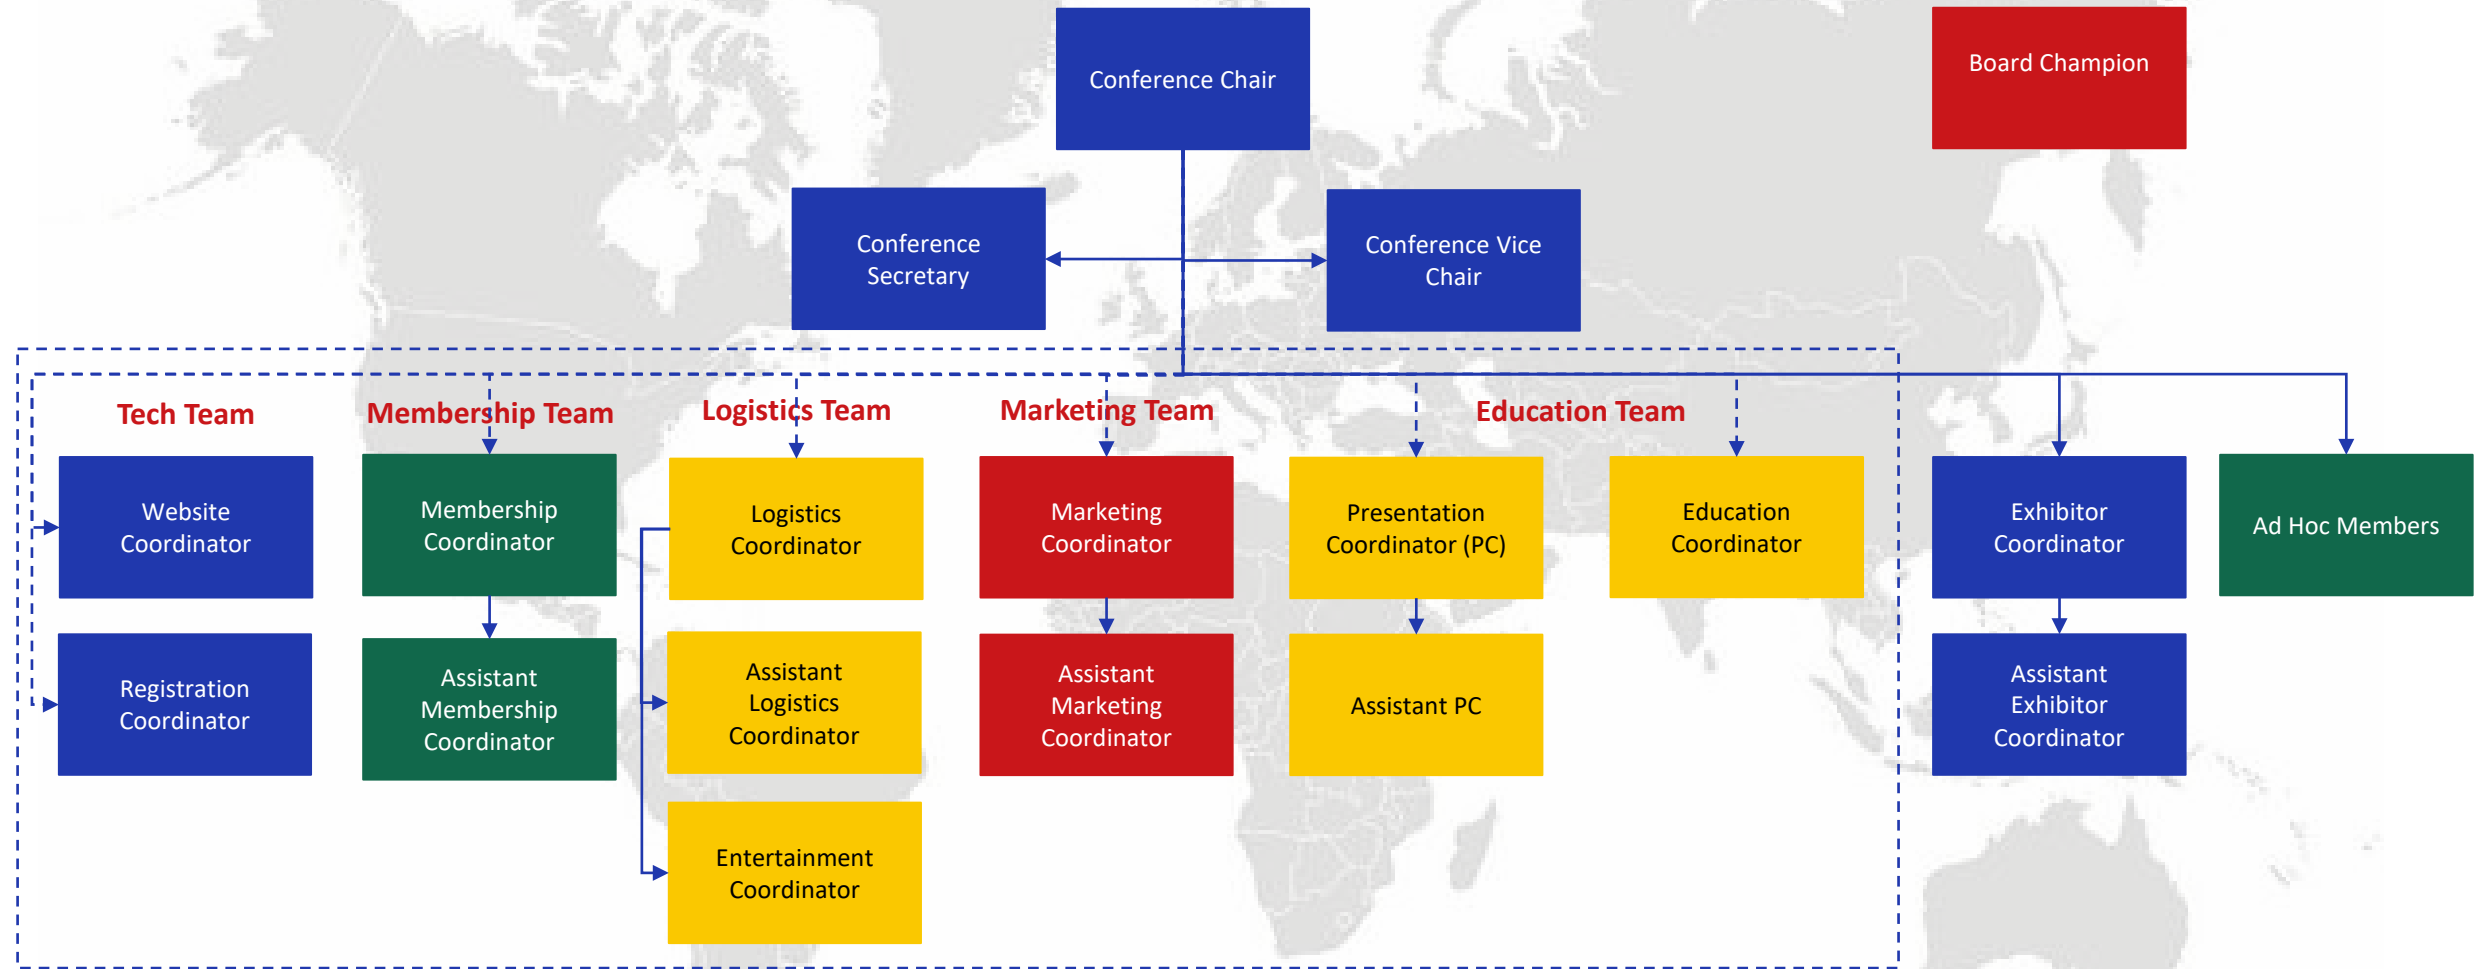 Conference Chair
Board Champion
Conference
Secretary
Conference Vice
Chair
Tech Team
Membership Team
Logistics Team
Marketing Team
Education Team
Website
Coordinator
Membership
Coordinator
Logistics
Coordinator
Marketing
Coordinator
Presentation
Coordinator (PC)
Education
Coordinator
Exhibitor
Coordinator
Ad Hoc Members
Registration
Coordinator
Assistant
Membership
Coordinator
Assistant
Logistics
Coordinator
Assistant
Marketing
Coordinator
Assistant PC
Assistant
Exhibitor
Coordinator
Entertainment
Coordinator